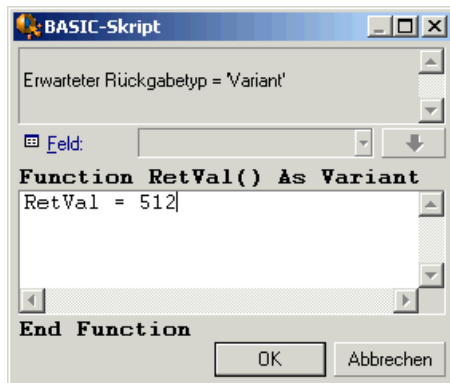 BASIC-Skript
Erwarteter Rückgabetyp = 'Variant'
Feld:
Function RetVal() As Variant
RetVal = 512
End Function
OK Abbrechen